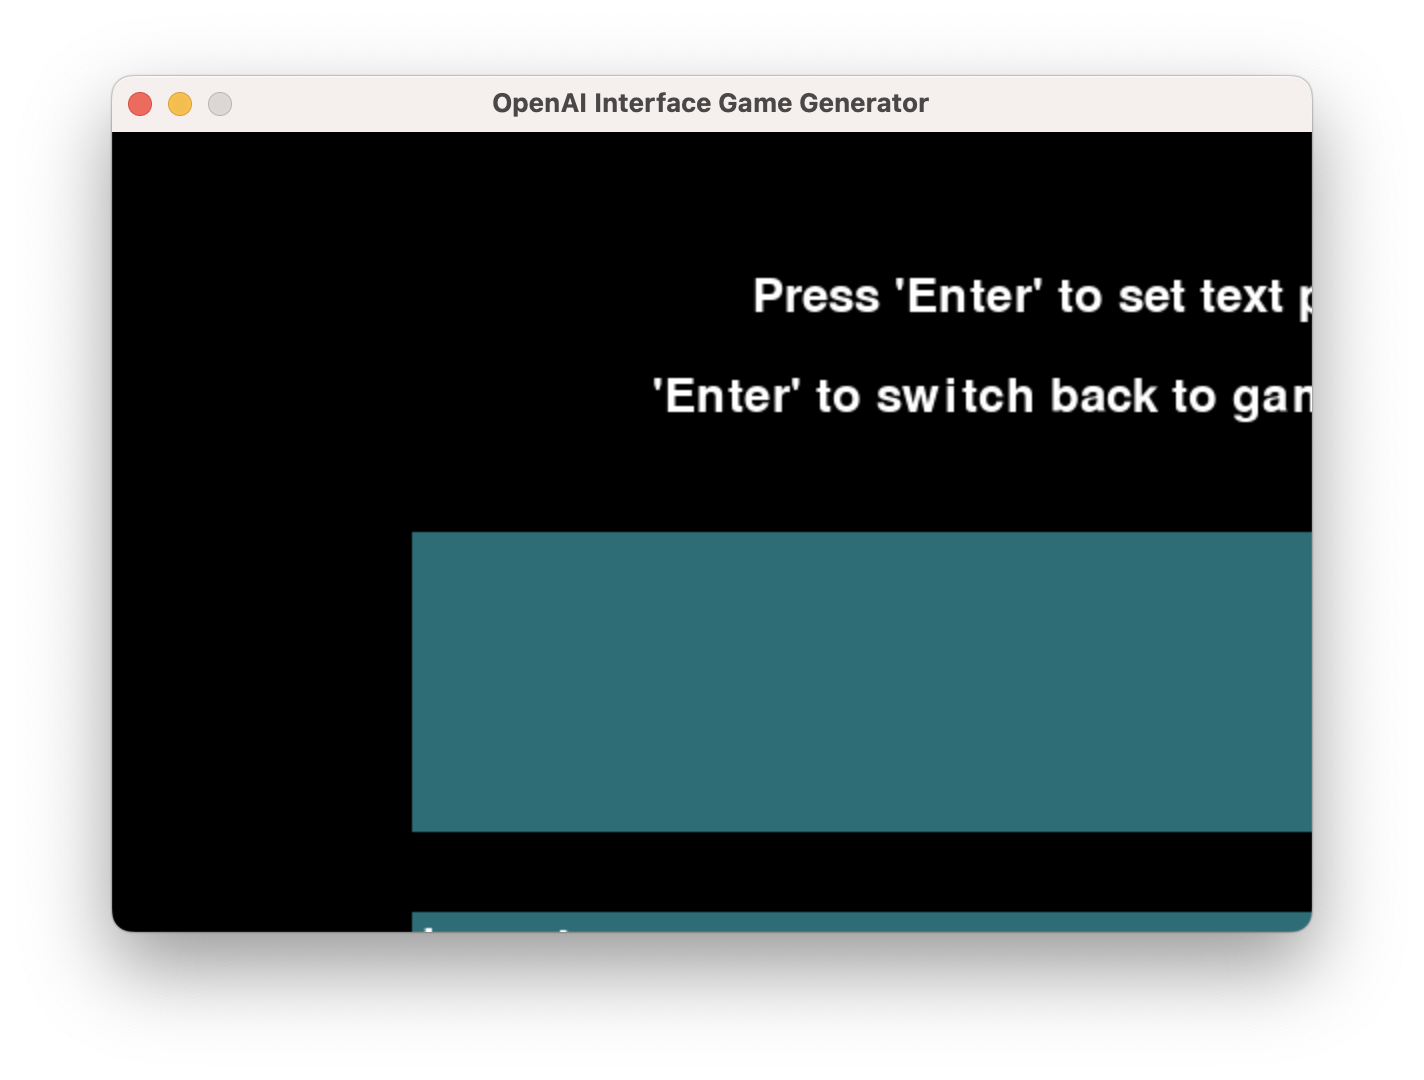 OpenAI Interface Game Generator
Press 'Enter' to set text
'Enter' to switch back to